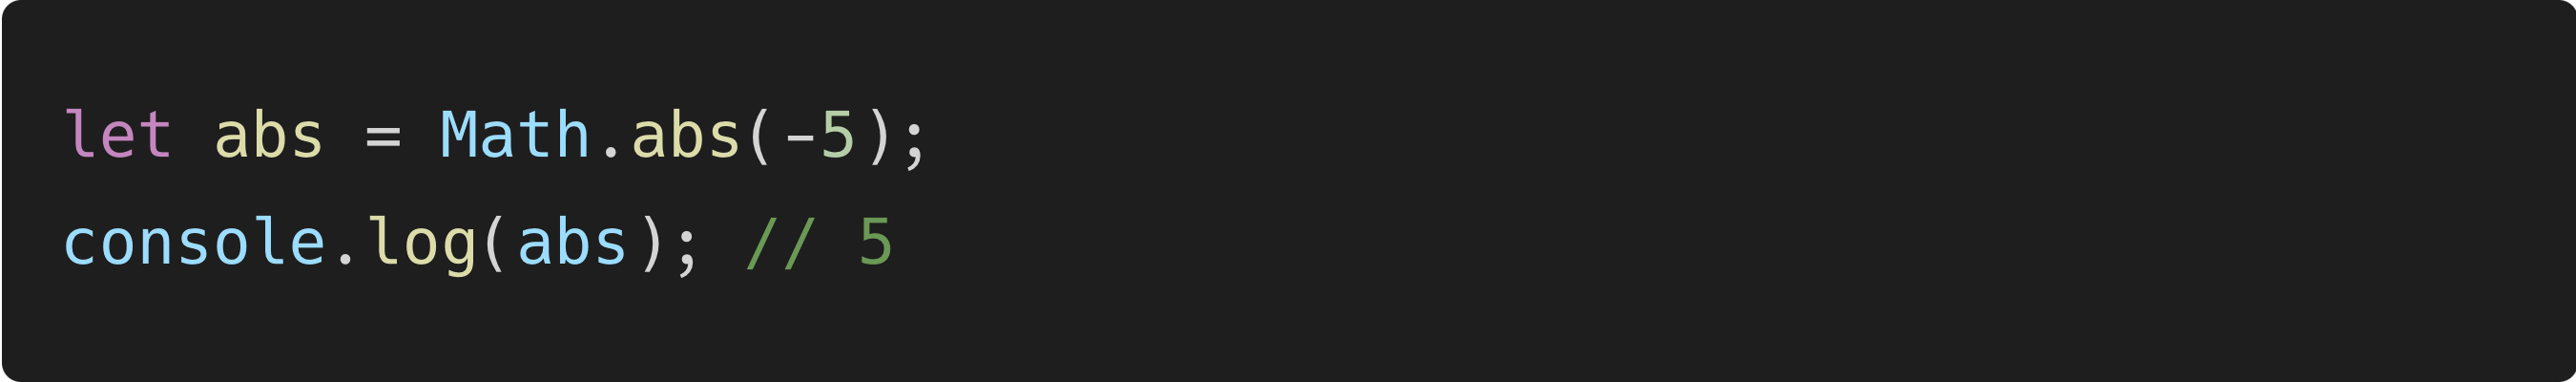 let abs = Math.abs(-5);
console.log(abs); // 5